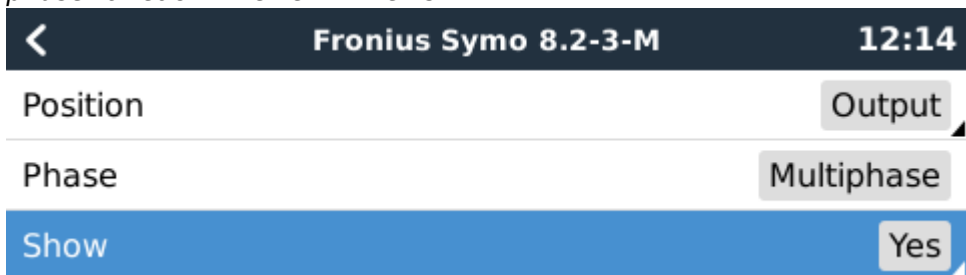 Fronius Symo 8.2-3-M 12:14
Position Output
Phase Multiphase
Show Yes